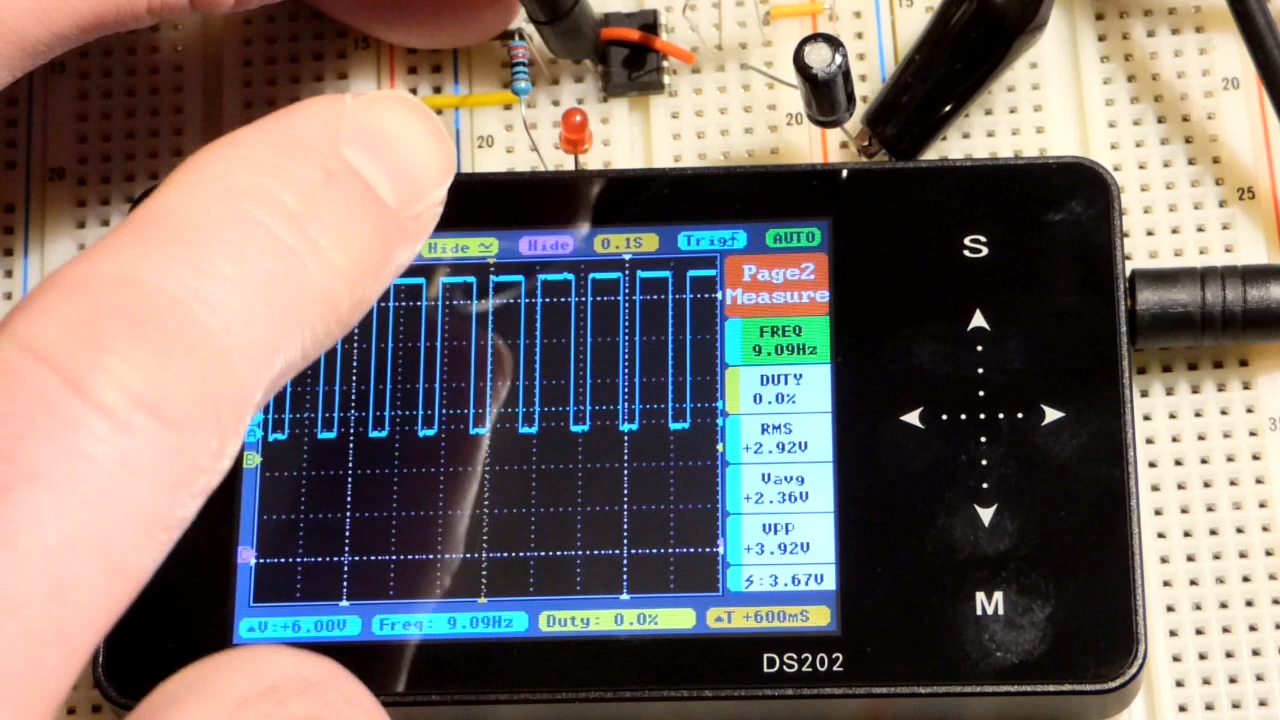 15
15
20
20
20
20
25
Hide
Hide
0.1S
Trig
AUTO
Page2
Measure
FREQ
9.09Hz
DUTY
0.0%
RMS
+2.92V
Vavg
+2.36V
VPP
+3.92V
:3.67V
A
B
▲V:+6.00V
Freq: 9.09Hz
Duty: 0.0%
▲T +600mS
S
M
DS202